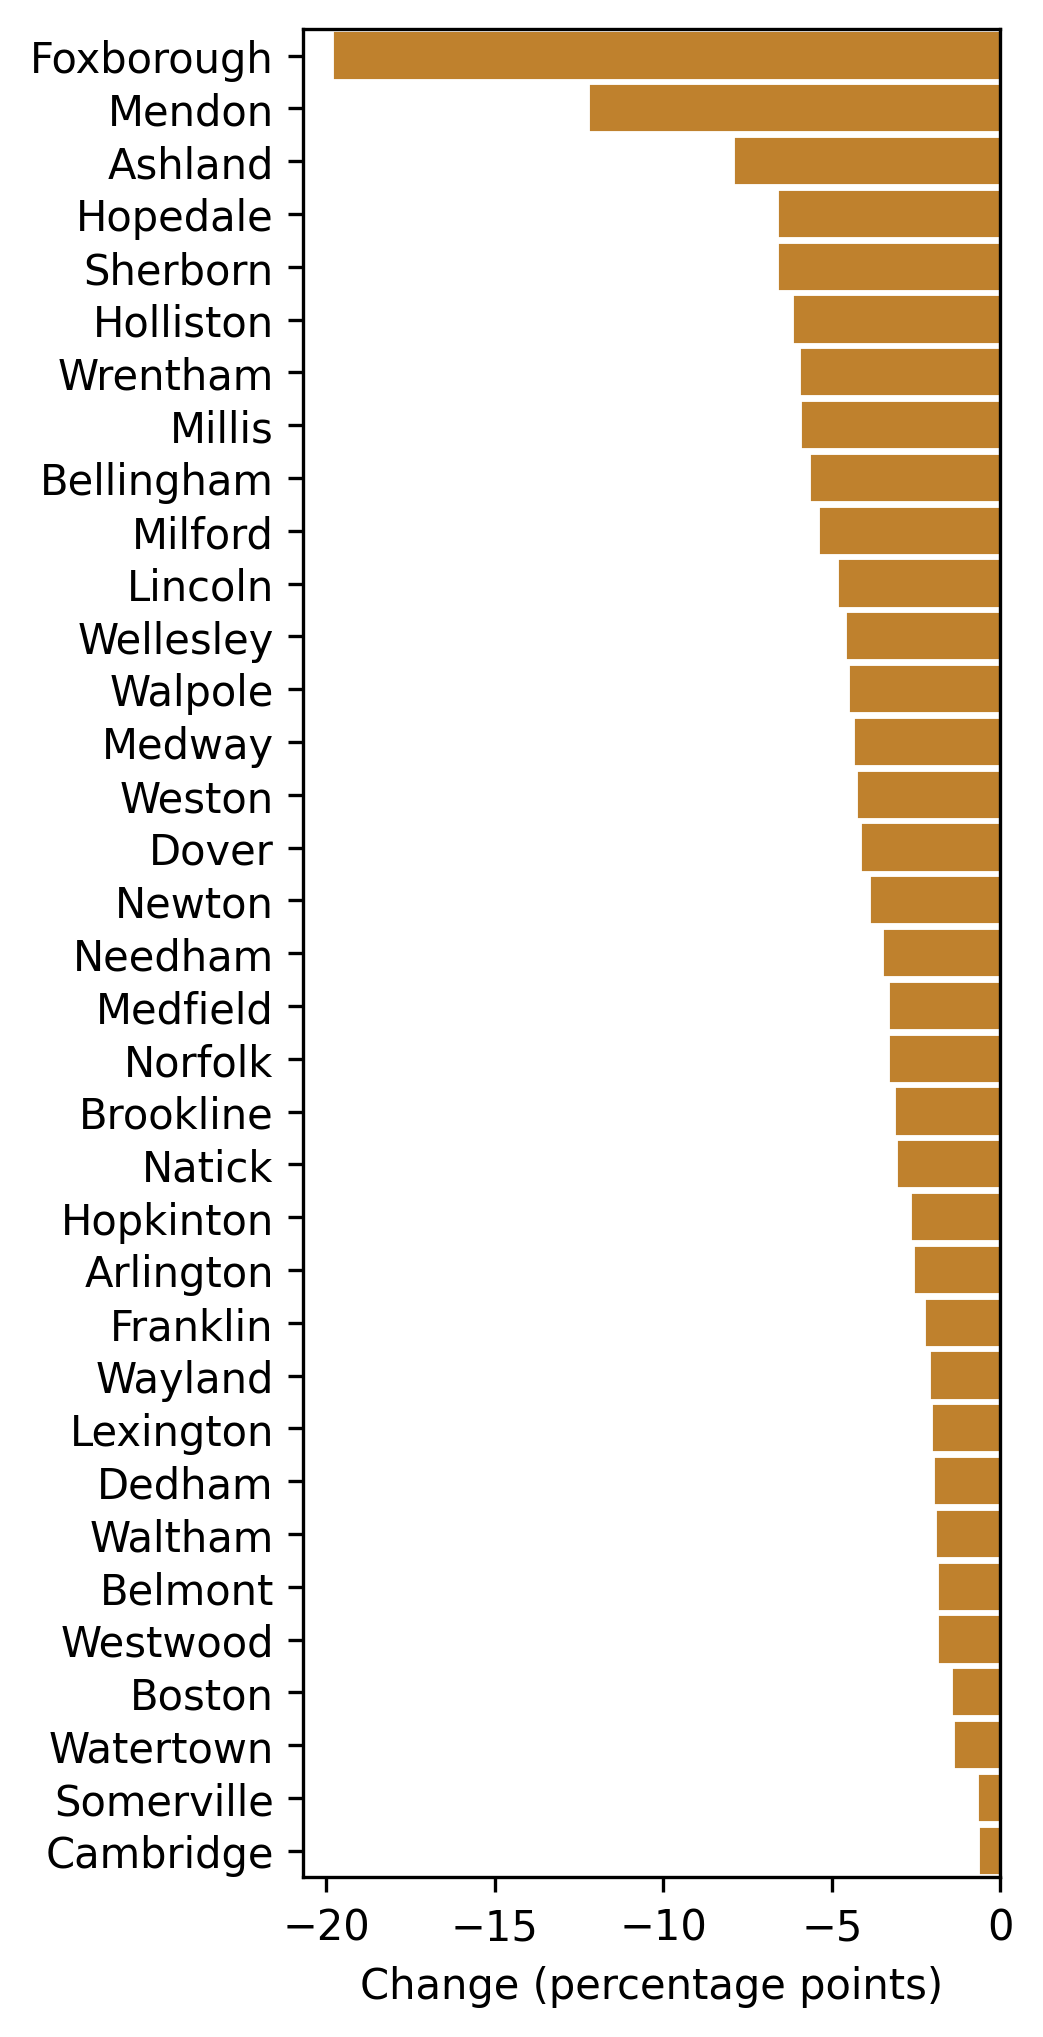 Foxborough
Mendon
Ashland
Hopedale
Sherborn
Holliston
Wrentham
Millis
Bellingham
Milford
Lincoln
Wellesley
Walpole
Medway
Weston
Dover
Newton
Needham
Medfield
Norfolk
Brookline
Natick
Hopkinton
Arlington
Franklin
Wayland
Lexington
Dedham
Waltham
Belmont
Westwood
Boston
Watertown
Somerville
Cambridge
−20 −15 −10 −5 0
Change (percentage points)